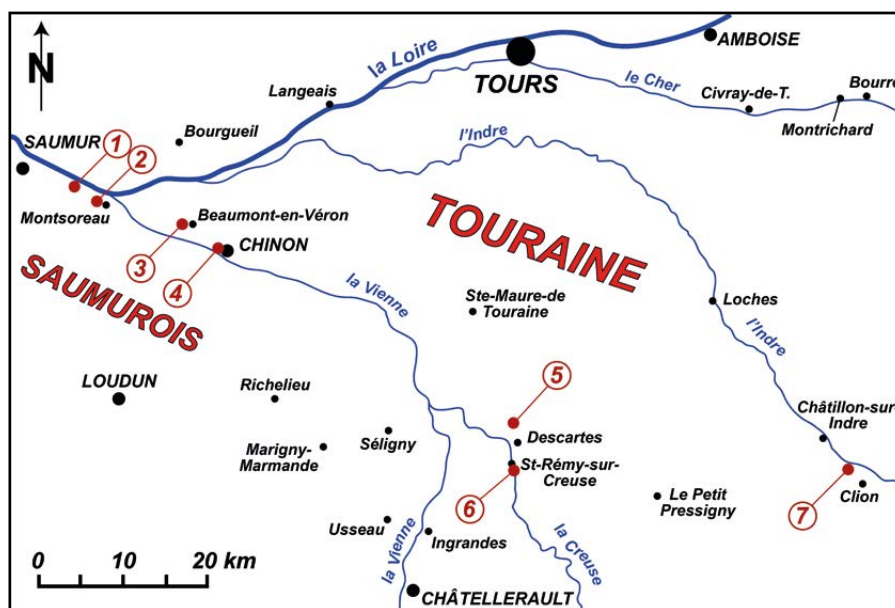 N
la Loire
TOURS
AMBOISE
le Cher
Civray-de-T.
Bourré
Montrichard
Langeais
Bourgueil
SAUMUR
1
2
Montsoreau
l'Indre
Beaumont-en-Véron
3
4
CHINON
TOURAINE
SAUMUROIS
la Vienne
Ste-Maure-de
Touraine
Loches
l'Indre
LOUDUN
Richelieu
5
Châtillon-sur-
Indre
Marigny-
Marmande
Séligny
Descartes
St-Rémy-sur-
Creuse
6
Le Petit
Pressigny
7
Clion
Usseau
Ingrandes
la Vienne
la Creuse
CHÂTELLERAULT
0 10 20 km